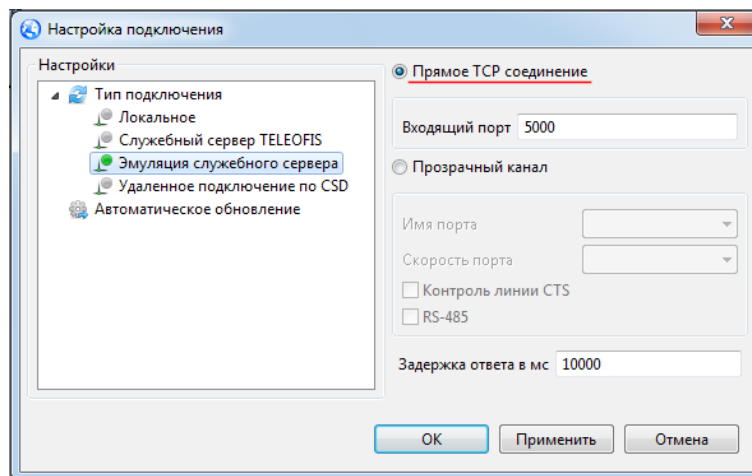 Настройка подключения
Настройки
Тип подключения
Локальное
Служебный сервер TELEOFIS
Эмуляция служебного сервера
Удаленное подключение по CSD
Автоматическое обновление
Прямое TCP соединение
Входящий порт 5000
Прозрачный канал
Имя порта
Скорость порта
Контроль линии CTS
RS-485
Задержка ответа в мс 10000
OK Применить Отмена